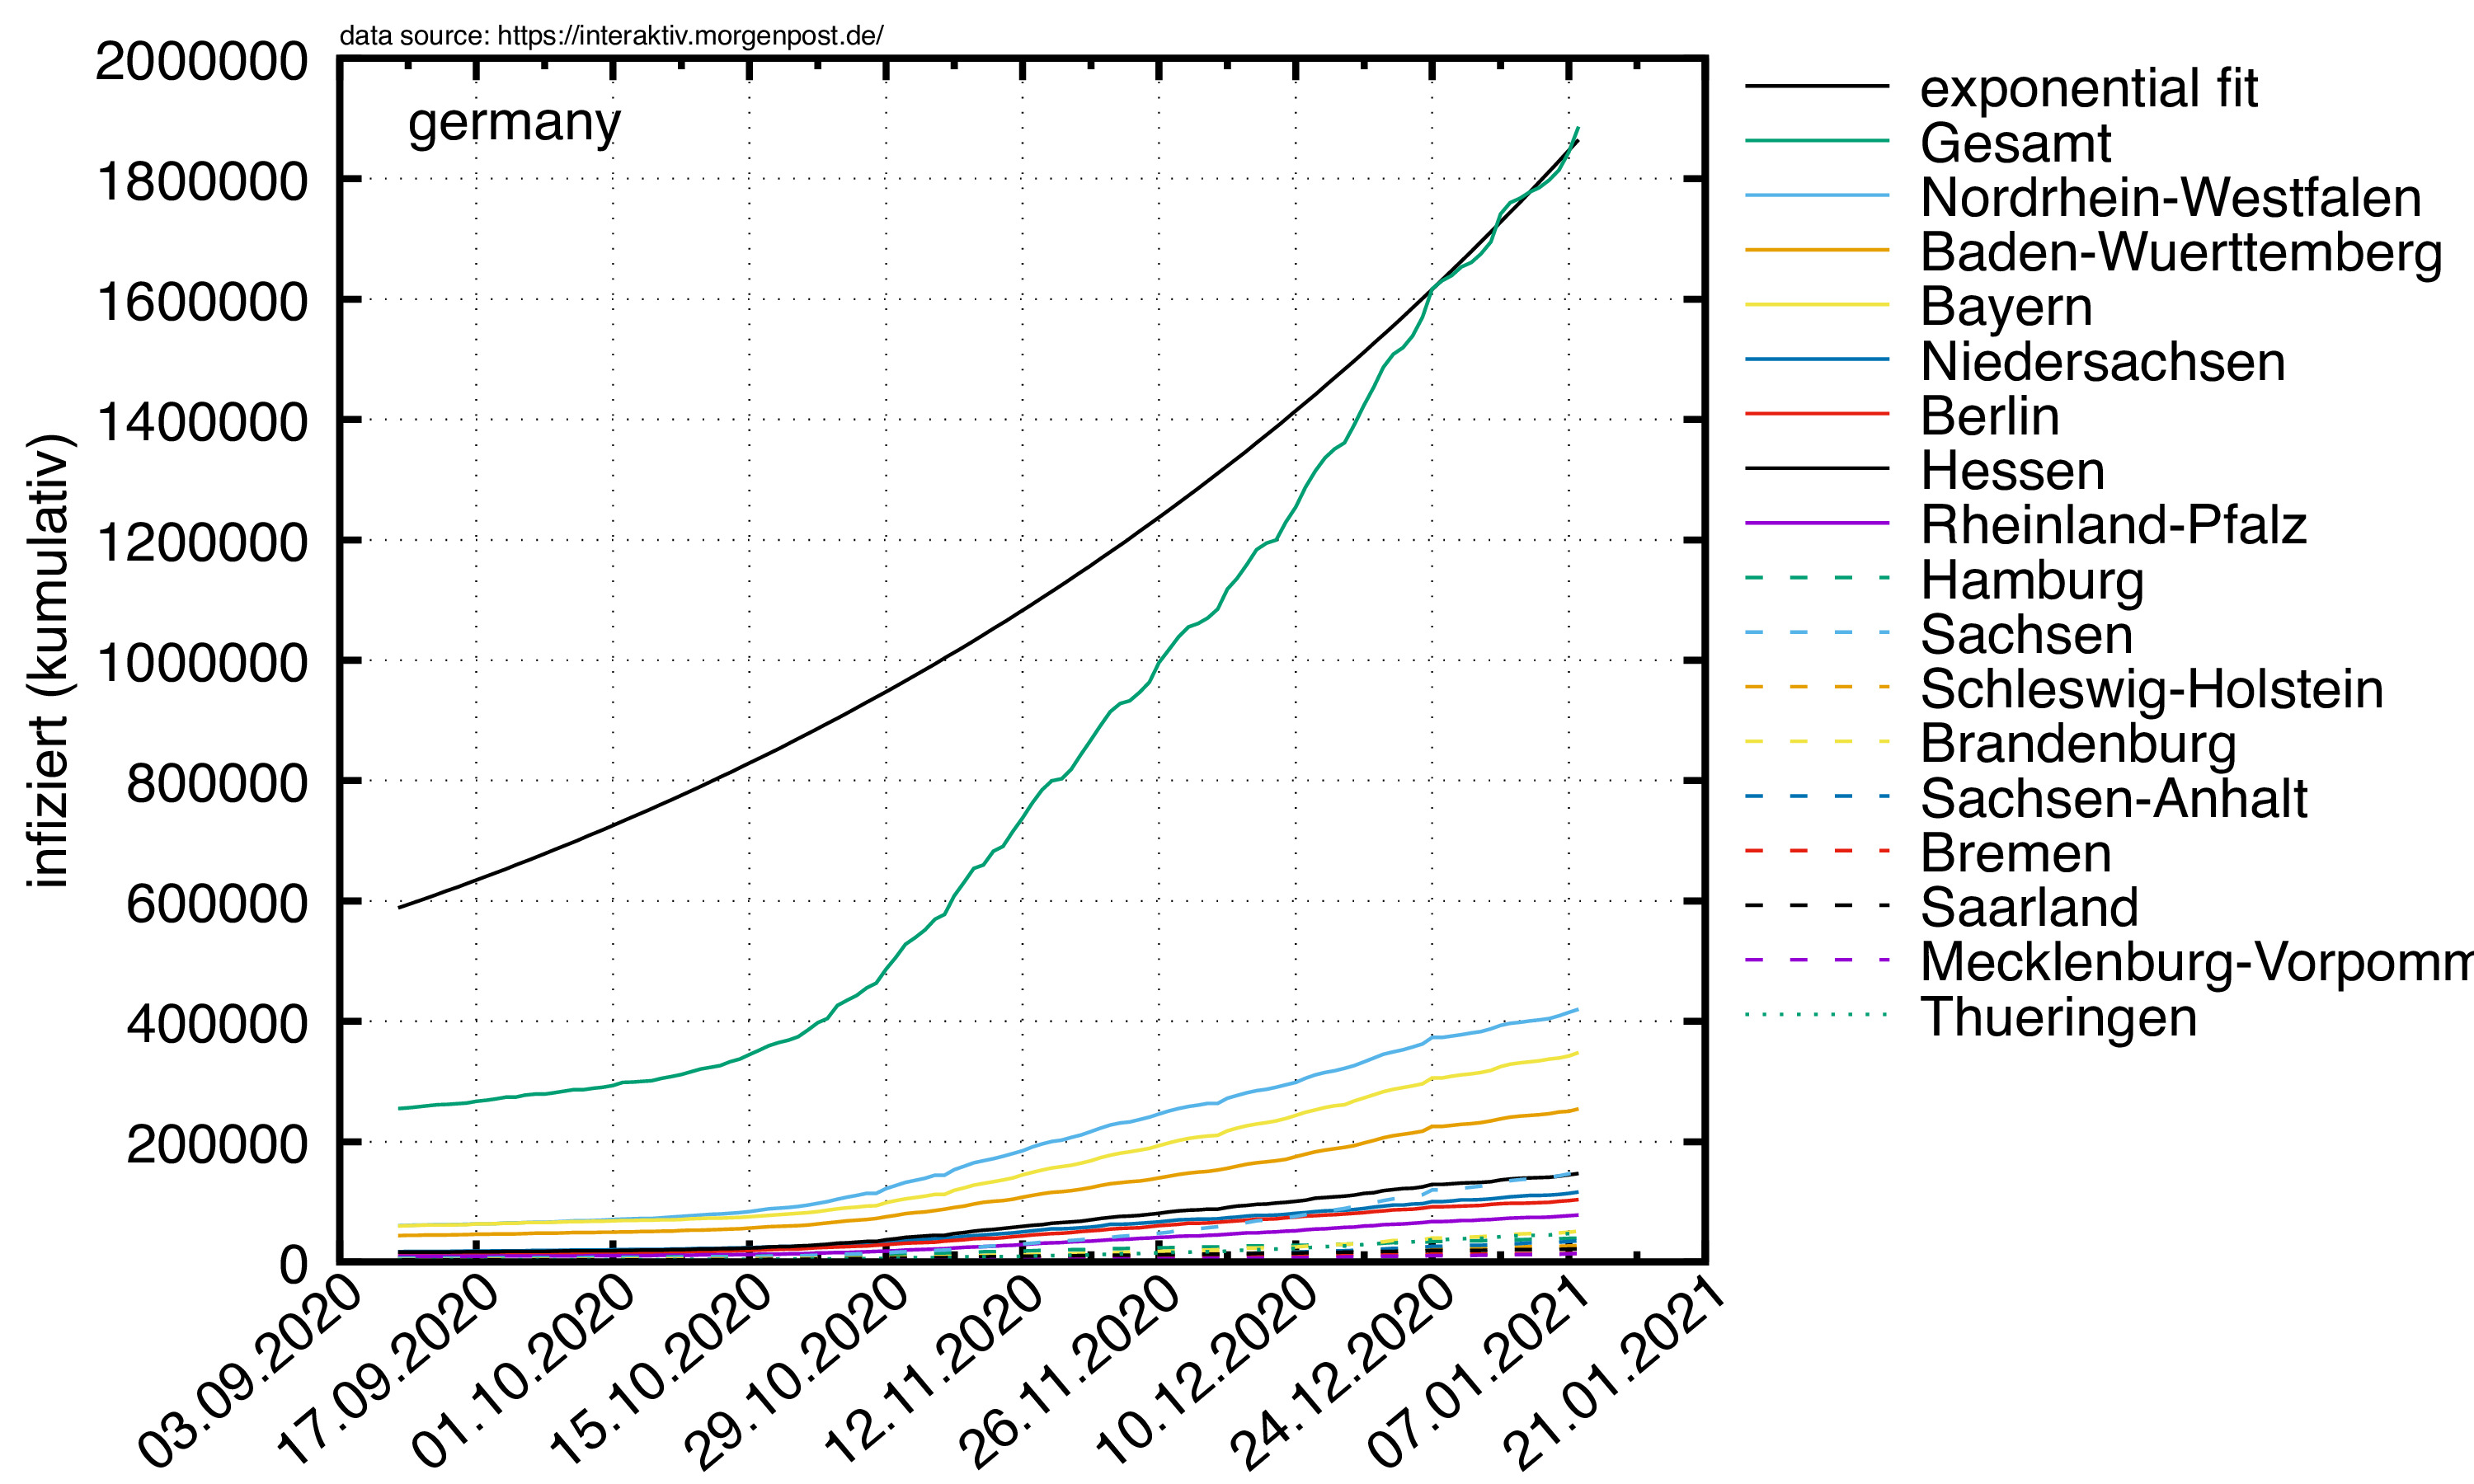 data source: https://interaktiv.morgenpost.de/
germany
infiziert (kumulativ)
2000000
1800000
1600000
1400000
1200000
1000000
800000
600000
400000
200000
0
03.09.2020
17.09.2020
01.10.2020
15.10.2020
29.10.2020
12.11.2020
26.11.2020
10.12.2020
24.12.2020
07.01.2021
21.01.2021
exponential fit
Gesamt
Nordrhein-Westfalen
Baden-Wuerttemberg
Bayern
Niedersachsen
Berlin
Hessen
Rheinland-Pfalz
Hamburg
Sachsen
Schleswig-Holstein
Brandenburg
Sachsen-Anhalt
Bremen
Saarland
Mecklenburg-Vorpomm
Thueringen